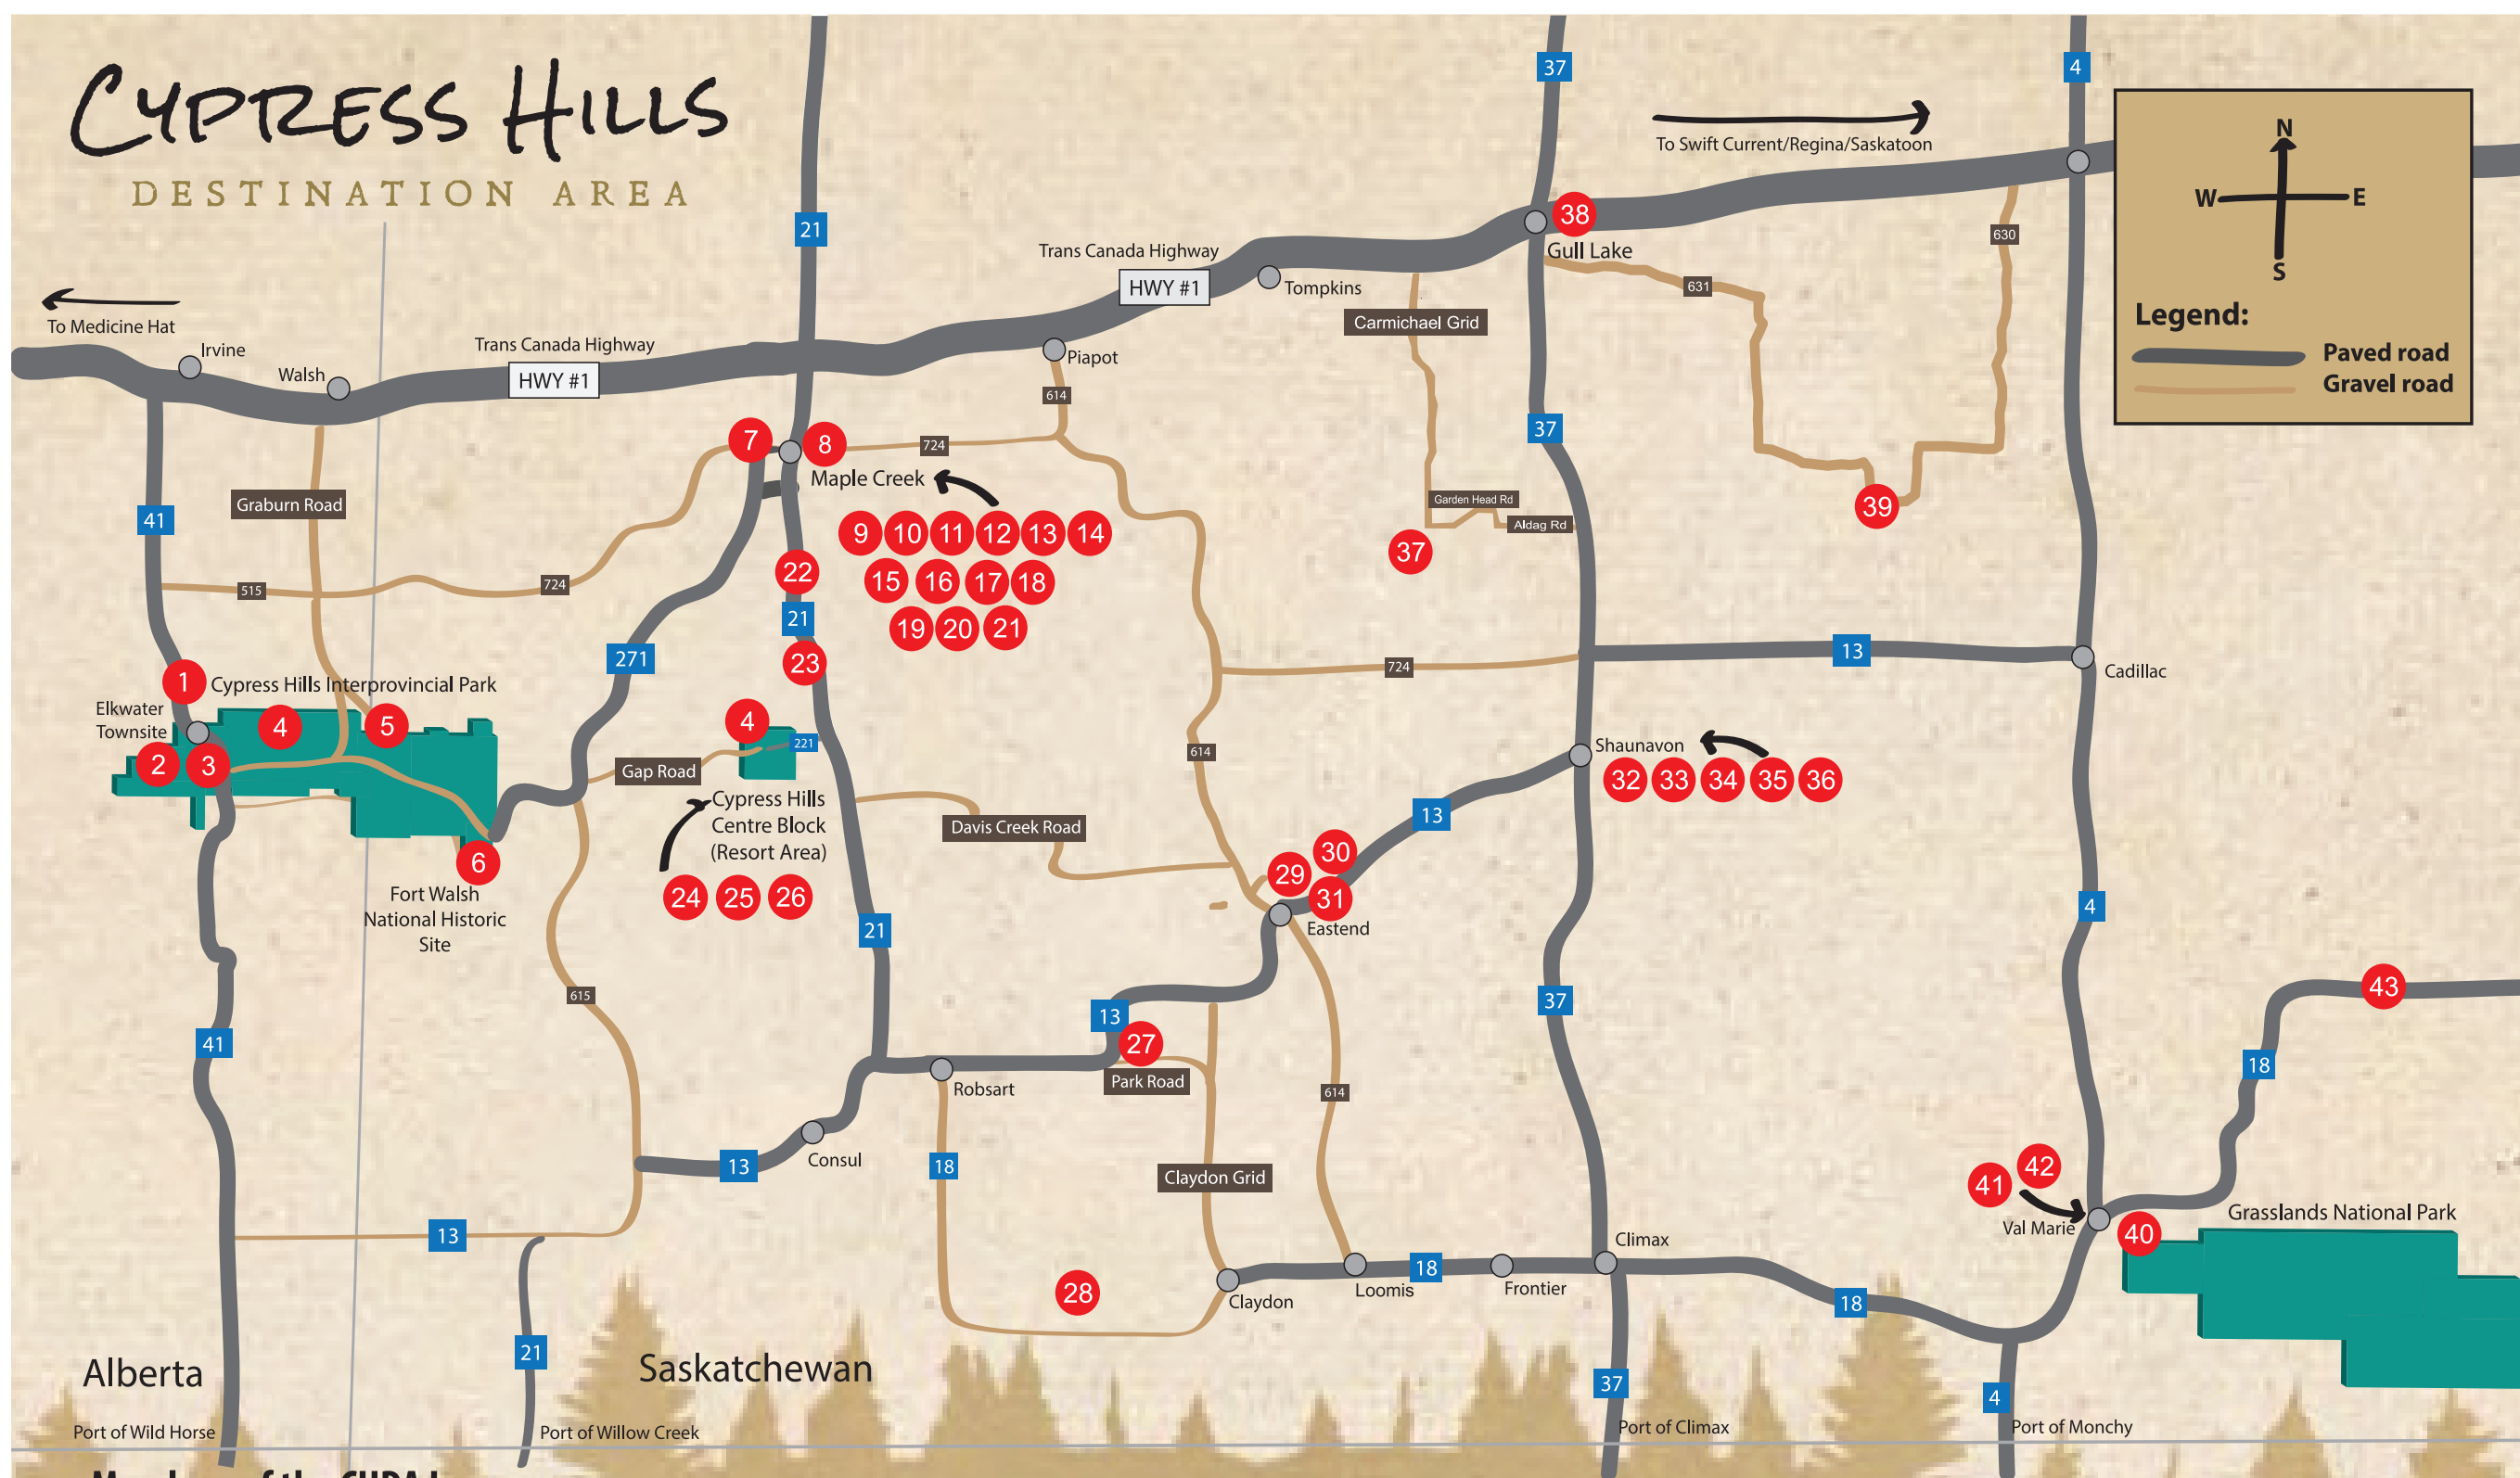 CYPRESS HILLS
DESTINATION AREA
37
4
To Swift Current/Regina/Saskatoon
N
W
E
S
Legend:
Paved road
Gravel road
21
38
Gull Lake
630
Trans Canada Highway
HWY #1
Tompkins
631
To Medicine Hat
Carmichael Grid
Irvine
Walsh
Trans Canada Highway
HWY #1
Piapot
614
37
7
8
724
Maple Creek
Graburn Road
41
9 10 11 12 13 14
15 16 17 18
19 20 21
Garden Head Rd
Aldag Rd
37
39
22
515
724
21
23
271
13
724
Cadillac
1
Cypress Hills Interprovincial Park
Elkwater
Townsite
4
5
2
3
4
221
Gap Road
614
Shaunavon
32 33 34 35 36
Cypress Hills
Centre Block
(Resort Area)
24 25 26
Davis Creek Road
13
6
Fort Walsh
National Historic
Site
30
29
31
Eastend
4
21
615
43
37
13
27
41
18
Park Road
Robsart
614
Consul
13
18
Claydon Grid
42
41
Val Marie
40
Grasslands National Park
13
Climax
18
28
Claydon
Loomis
Frontier
18
21
Alberta
Saskatchewan
37
4
Port of Wild Horse
Port of Willow Creek
Port of Climax
Port of Monchy